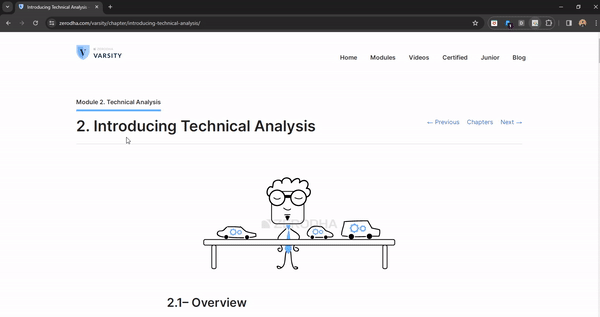 Introducing Technical Analysis -
zerodha.com/varsity/chapter/introducing-technical-analysis/
VARSITY
Home Modules Videos Certified Junior Blog
Module 2. Technical Analysis
2. Introducing Technical Analysis
← Previous Chapters Next →
ZERODHA
2.1– Overview